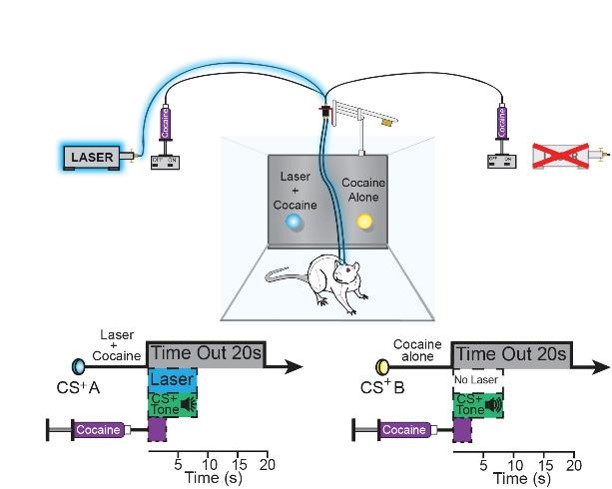 Cocaine
Cocaine
LASER
OFF ON
OFF ON
Laser
+
Cocaine
Cocaine
Alone
Laser
+
Cocaine
Time Out 20s
CS+A
Laser
CS+
Tone
Cocaine
5 10 15 20
Time (s)
Cocaine
alone
Time Out 20s
CS+B
No Laser
CS+
Tone
Cocaine
5 10 15 20
Time (s)